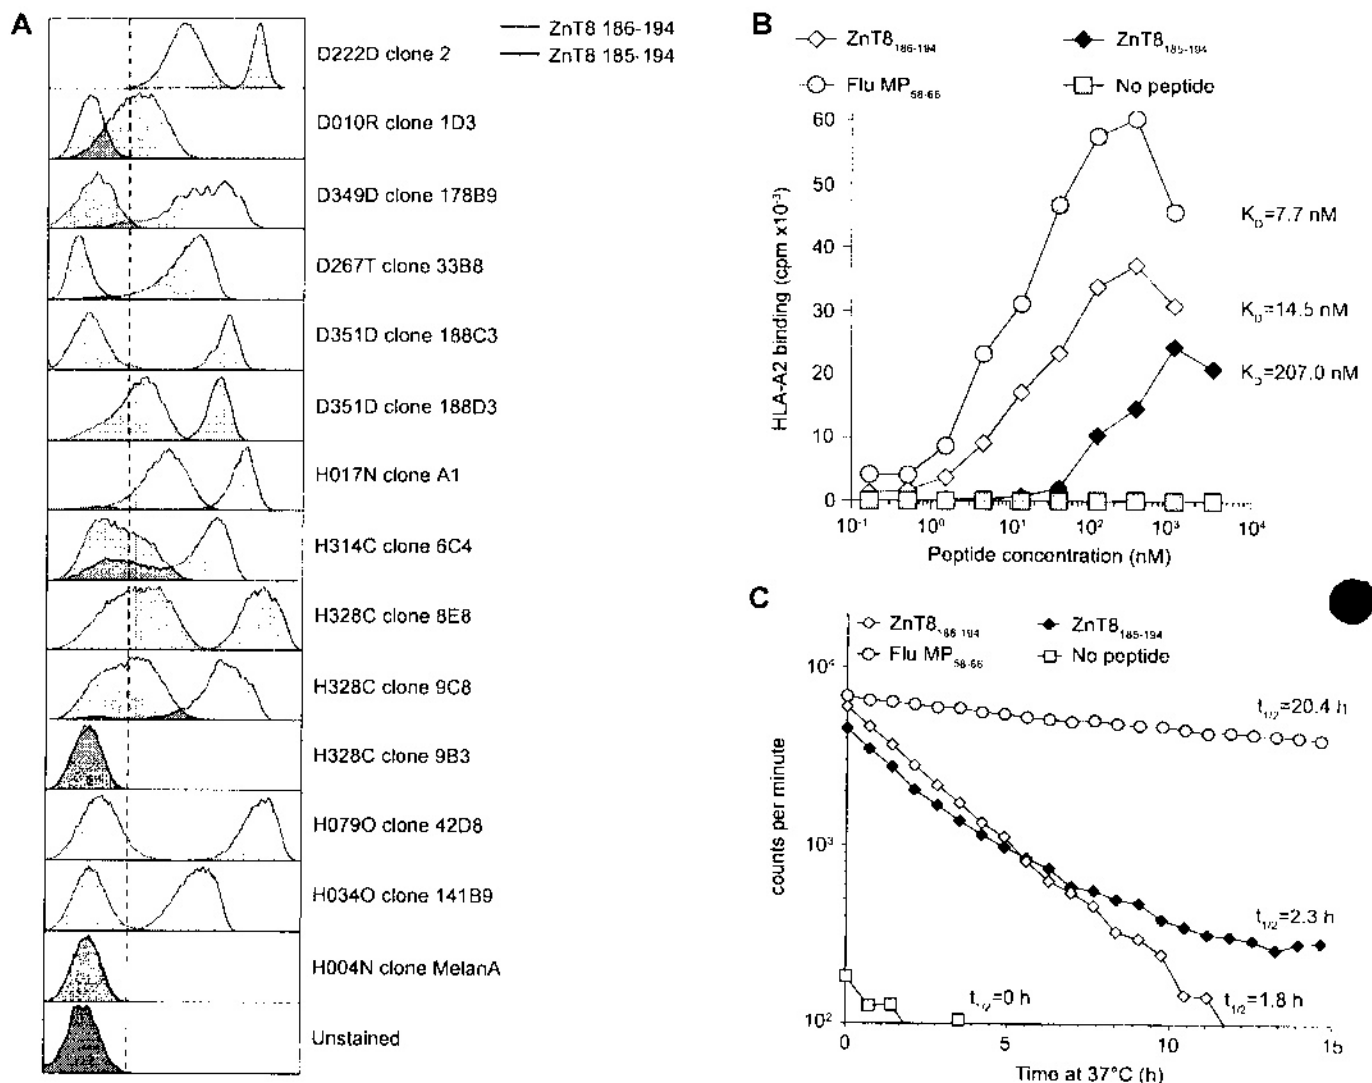 A
ZnT8 186-194
ZnT8 185-194
D222D clone 2
D010R clone 1D3
D349D clone 178B9
D267T clone 33B8
D351D clone 188C3
D351D clone 188D3
H017N clone A1
H314C clone 6C4
H328C clone 8E8
H328C clone 9C8
H328C clone 9B3
H079O clone 42D8
H034O clone 141B9
H004N clone MelanA
Unstained
B
ZnT8186-194
ZnT8185-194
Flu MP58-66
No peptide
HLA-A2 binding (cpm x10-3)
60
50
40
30
20
10
0
KD=7.7 nM
KD=14.5 nM
KD=207.0 nM
10-1 100 101 102 103 104
Peptide concentration (nM)
C
ZnT8186-194
ZnT8185-194
Flu MP58-66
No peptide
counts per minute
104
103
102
t1/2=20.4 h
t1/2=2.3 h
t1/2=0 h
t1/2=1.8 h
0 5 10 15
Time at 37°C (h)